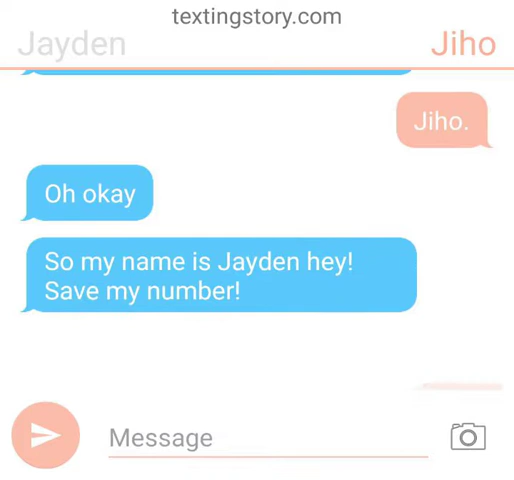 textingstory.com
Jayden
Jiho
Jiho.
Oh okay
So my name is Jayden hey!
Save my number!
Message